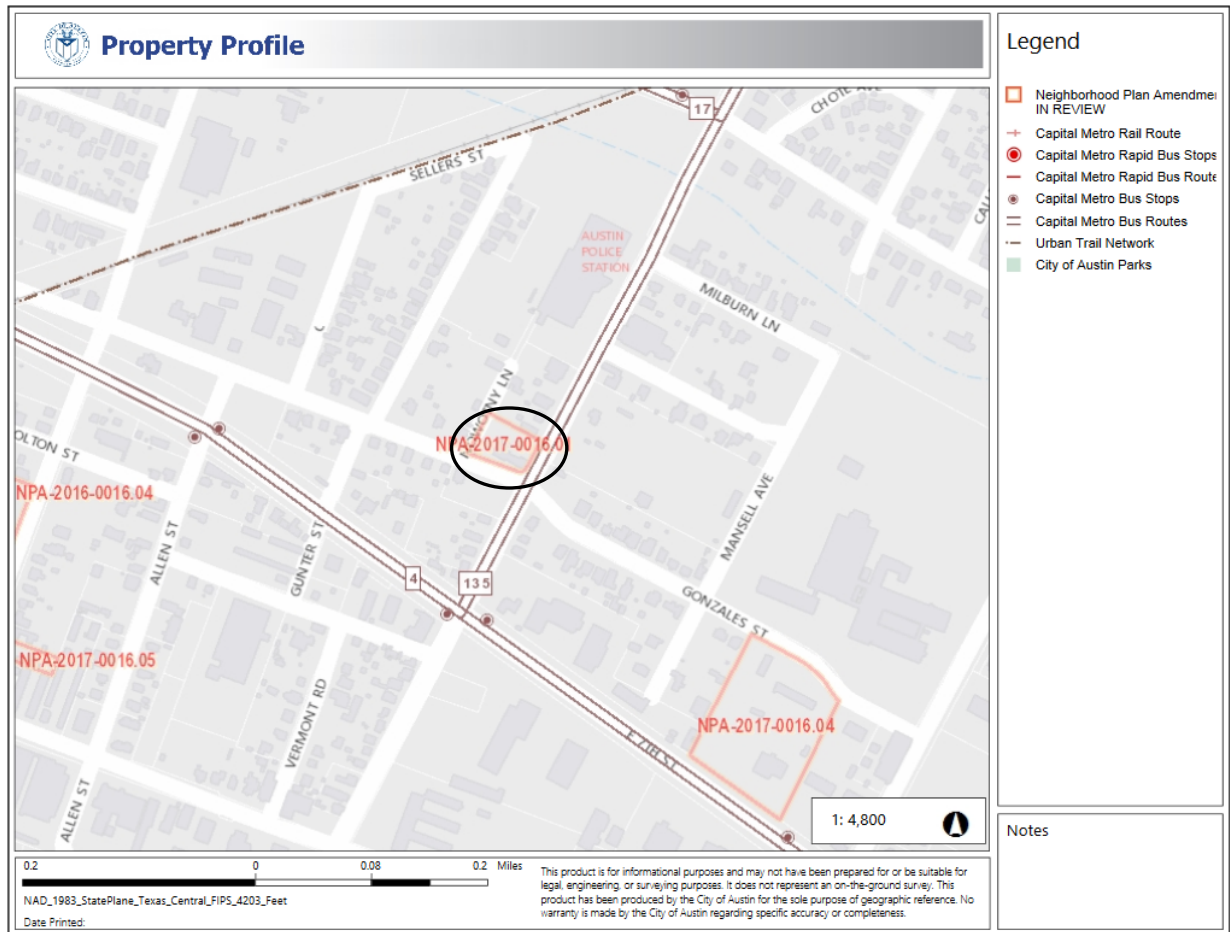 Property Profile
Legend
Neighborhood Plan Amendmer
IN REVIEW
Capital Metro Rail Route
Capital Metro Rapid Bus Stops
Capital Metro Rapid Bus Route
Capital Metro Bus Stops
Capital Metro Bus Routes
Urban Trail Network
City of Austin Parks
17
CHOTE AVE
SELLERS ST
CAL
AUSTIN
POLICE
STATION
MILBURN LN
L
NPA-2017-0016.01
OLTON ST
NPA-2016-0016.04
MANSELL AVE
ALLEN ST
GUNTER ST
4
135
GONZALES ST
NPA-2017-0016.05
VERMONT RD
NPA-2017-0016.04
E 7TH ST
ALLEN ST
1: 4,800
Notes
0.2
0
0.08
0.2 Miles
NAD_1983_StatePlane_Texas_Central_FIPS_4203_Feet
Date Printed:
This product is for informational purposes and may not have been prepared for or be suitable for
legal, engineering, or surveying purposes. It does not represent an on-the-ground survey. This
product has been produced by the City of Austin for the sole purpose of geographic reference. No
warranty is made by the City of Austin regarding specific accuracy or completeness.